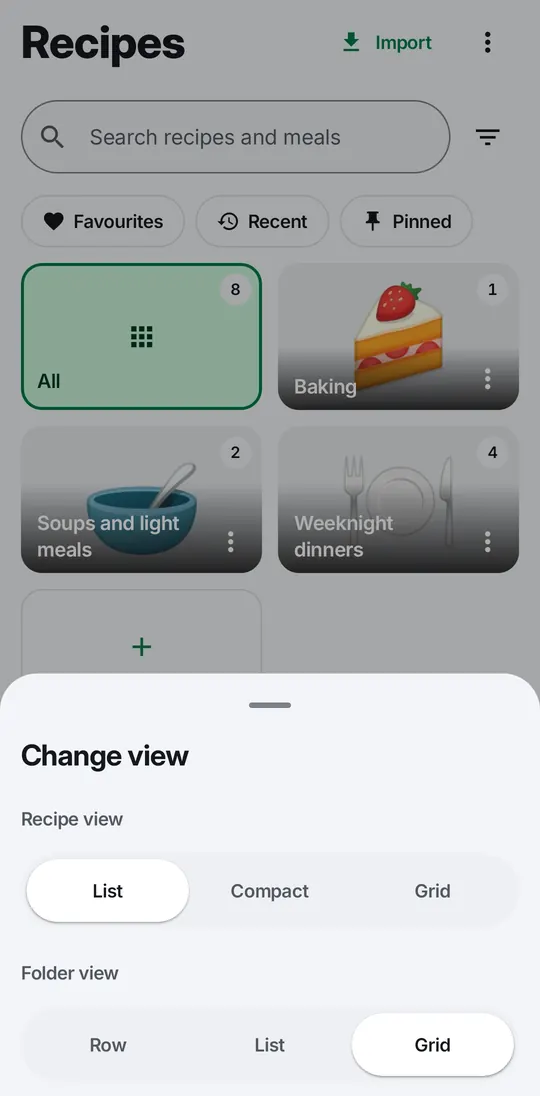 Recipes
Import
Search recipes and meals
Favourites
Recent
Pinned
8
All
1
Baking
2
Soups and light
meals
4
Weeknight
dinners
+
Change view
Recipe view
List
Compact
Grid
Folder view
Row
List
Grid